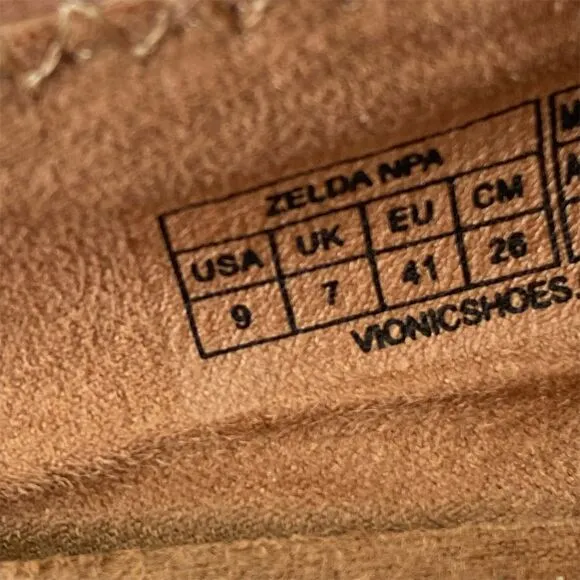 ZELDA NPA
USA UK EU CM
9 7 41 26
VIONICSHOES.